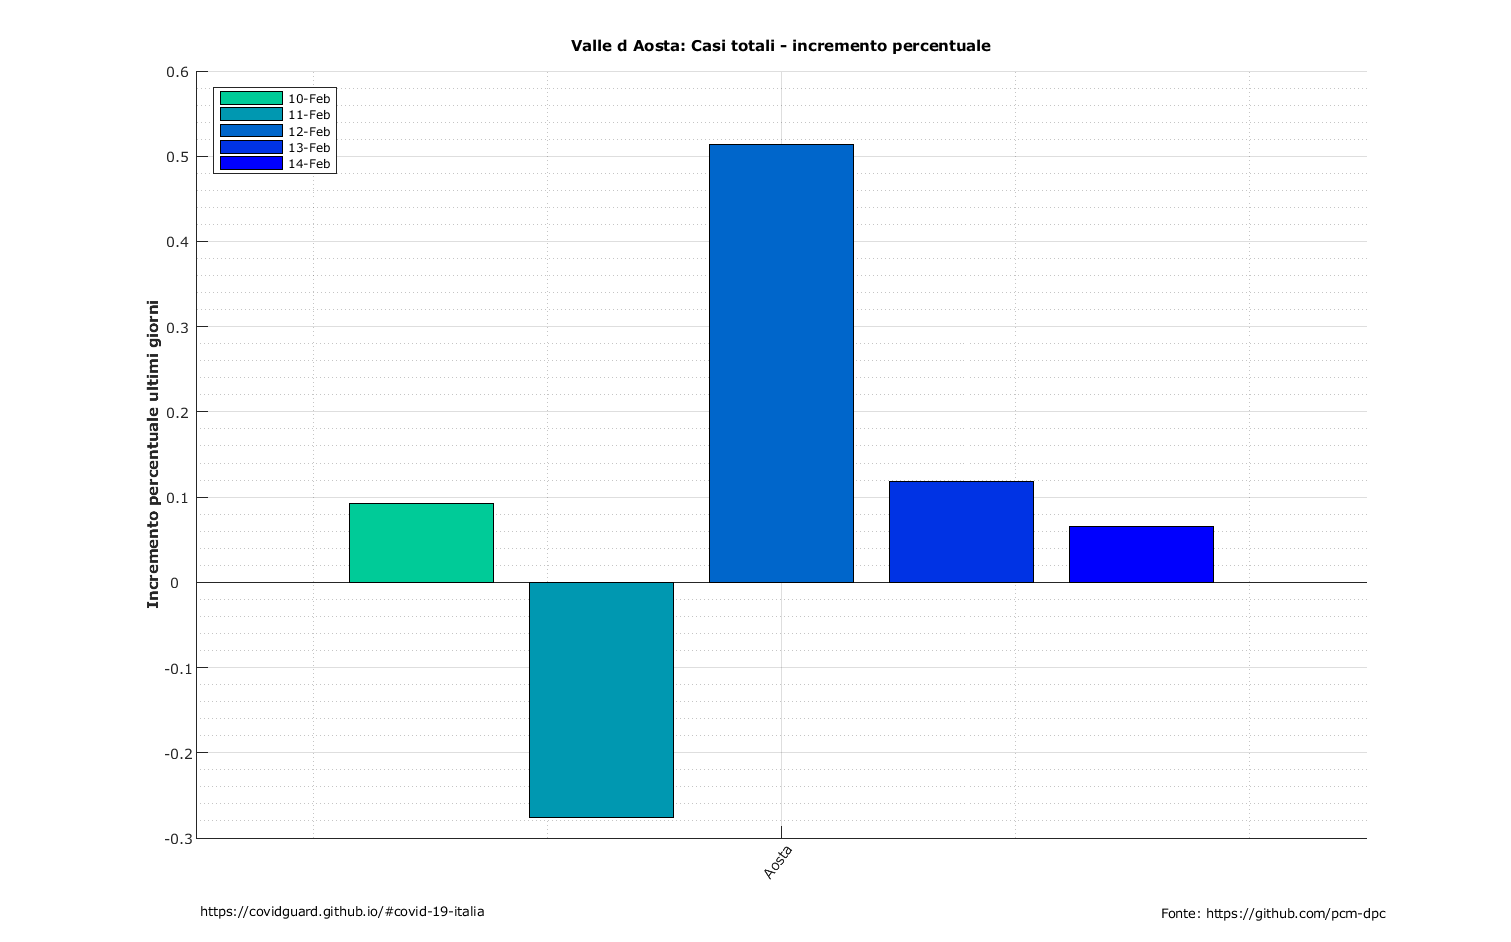 Valle d Aosta: Casi totali - incremento percentuale
0.6
0.5
0.4
0.3
0.2
0.1
0
-0.1
-0.2
-0.3
Incremento percentuale ultimi giorni
10-Feb
11-Feb
12-Feb
13-Feb
14-Feb
Aosta
https://covidguard.github.io/#covid-19-italia
Fonte: https://github.com/pcm-dpc